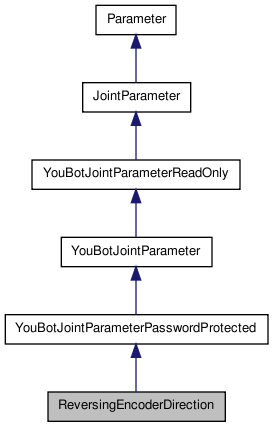 Parameter
JointParameter
YouBotJointParameterReadOnly
YouBotJointParameter
YouBotJointParameterPasswordProtected
ReversingEncoderDirection